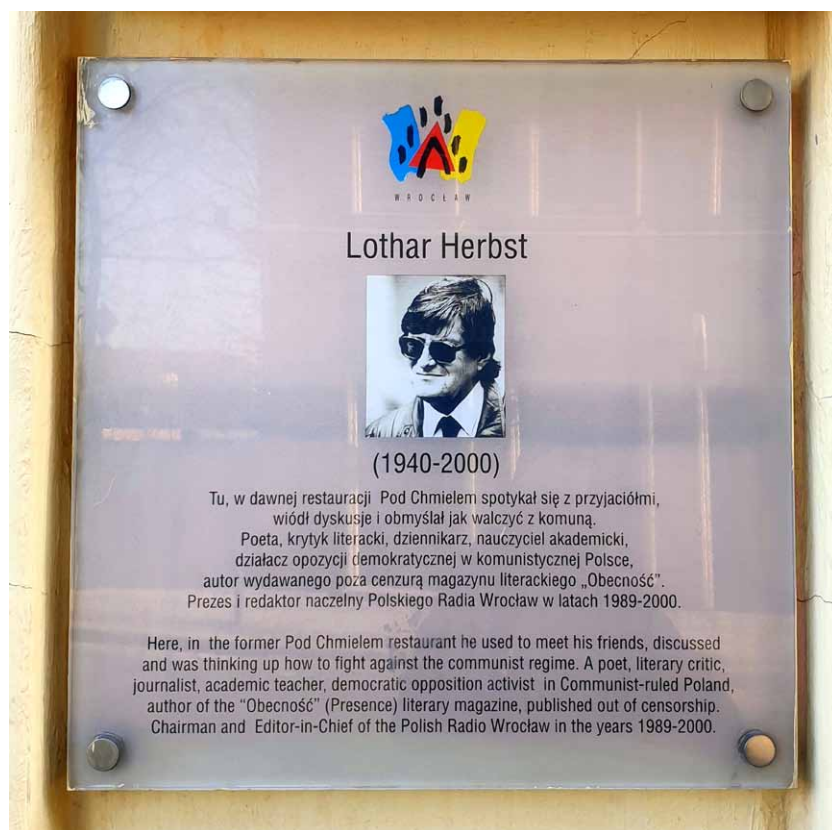 WROCŁAW
Lothar Herbst
(1940-2000)
Tu, w dawnej restauracji Pod Chmielem spotykał się z przyjaciółmi,
wiódł dyskusje i obmyślał jak walczyć z komuną.
Poeta, krytyk literacki, dziennikarz, nauczyciel akademicki,
działacz opozycji demokratycznej w komunistycznej Polsce,
autor wydawanego poza cenzurą magazynu literackiego „Obecność”.
Prezes i redaktor naczelny Polskiego Radia Wrocław w latach 1989-2000.
Here, in the former Pod Chmielem restaurant he used to meet his friends, discussed
and was thinking up how to fight against the communist regime. A poet, literary critic,
journalist, academic teacher, democratic opposition activist in Communist-ruled Poland,
author of the “Obecność” (Presence) literary magazine, published out of censorship.
Chairman and Editor-in-Chief of the Polish Radio Wrocław in the years 1989-2000.